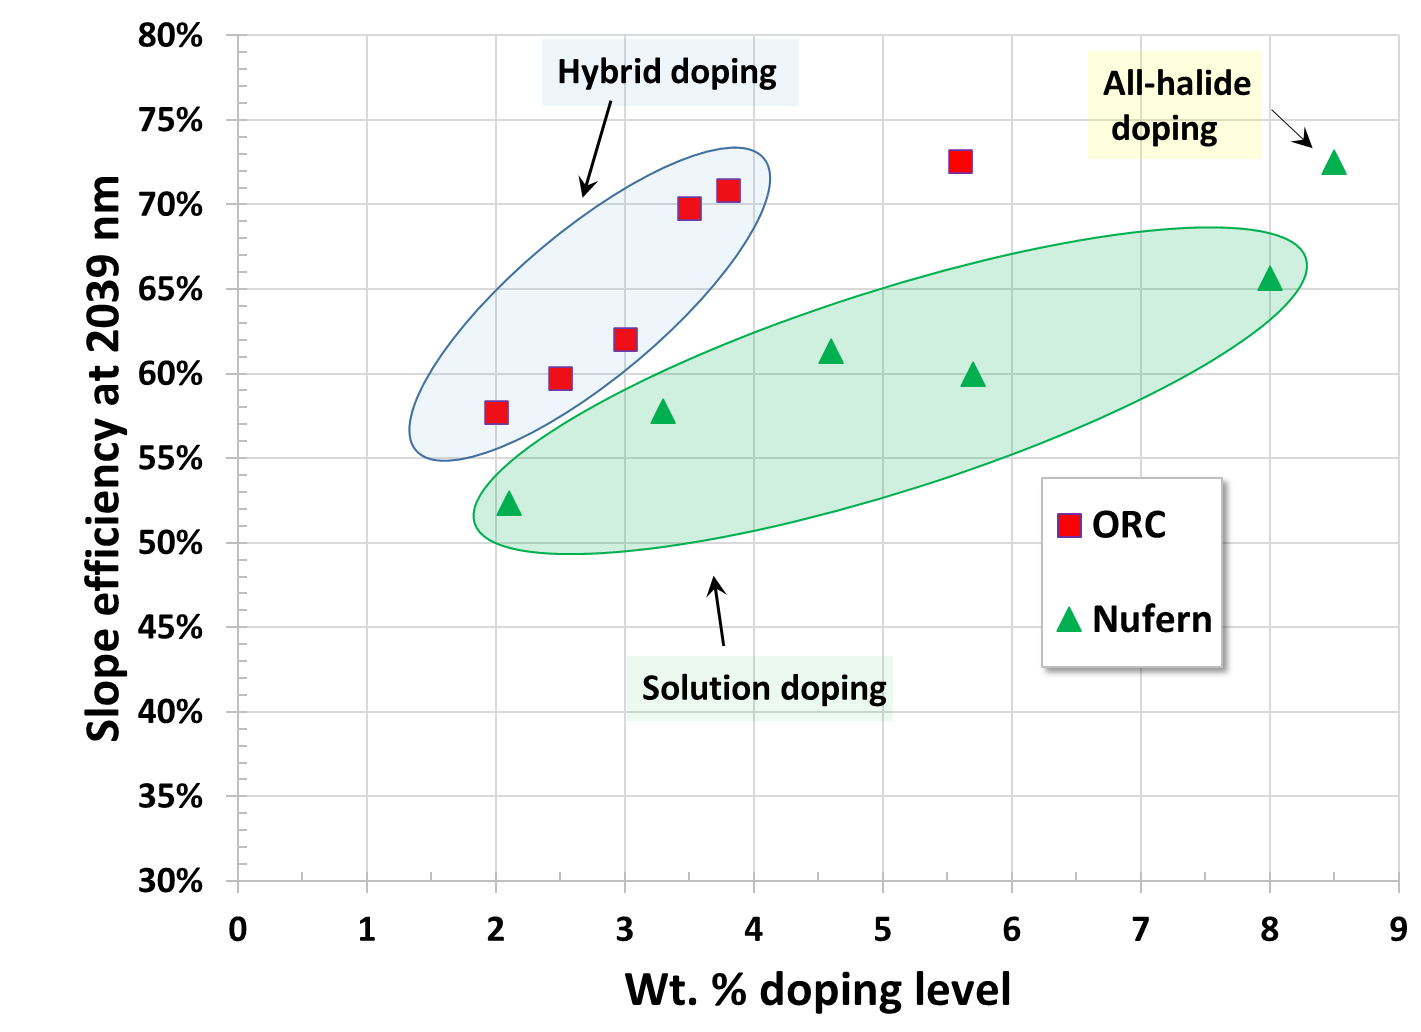 80%
75%
70%
65%
60%
55%
50%
45%
40%
35%
30%
Slope efficiency at 2039 nm
Hybrid doping
All-halide
doping
ORC
Nufern
Solution doping
0 1 2 3 4 5 6 7 8 9
Wt. % doping level